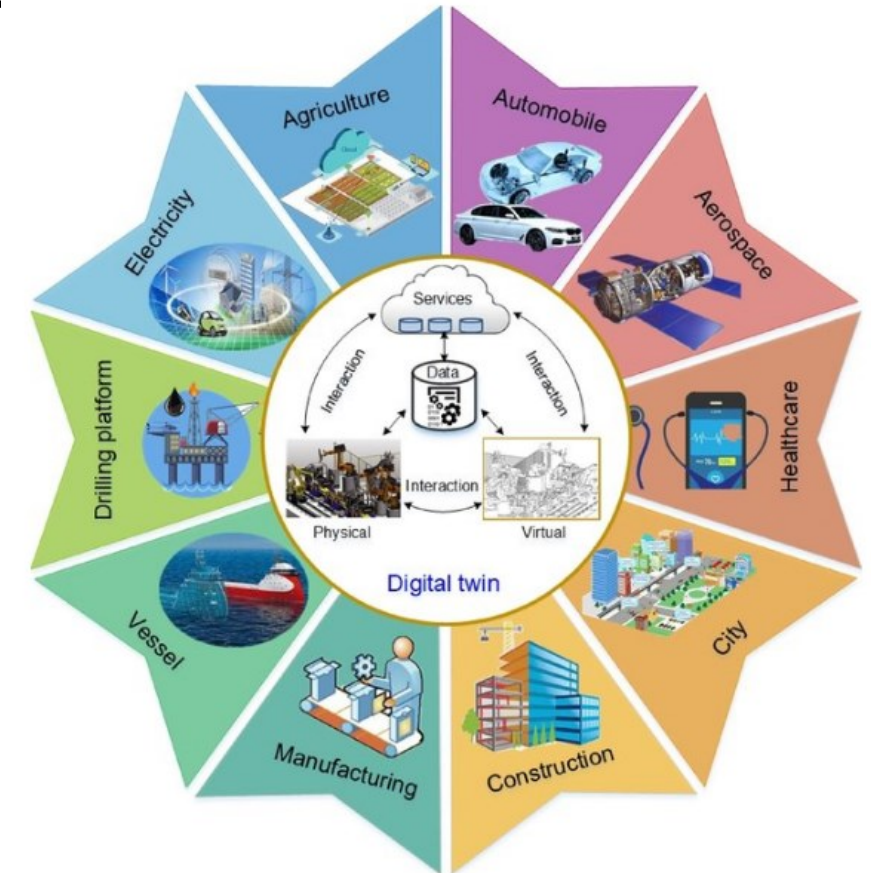 Agriculture
Automobile
Electricity
Aerospace
Services
Interaction
Interaction
Data
Drilling platform
Healthcare
Interaction
Physical
Virtual
Digital twin
Vessel
City
Manufacturing
Construction